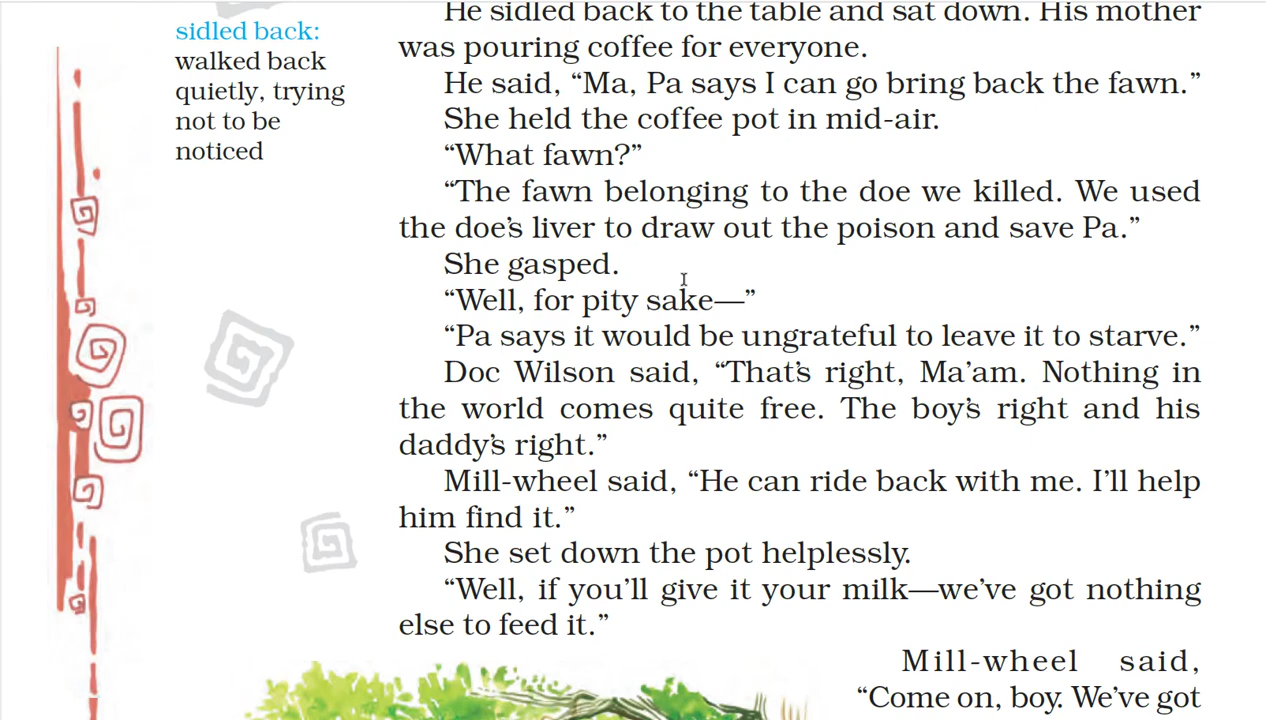 sidled back:
walked back
quietly, trying
not to be
noticed
He sidled back to the table and sat down. His mother
was pouring coffee for everyone.
He said, “Ma, Pa says I can go bring back the fawn.”
She held the coffee pot in mid-air.
“What fawn?”
“The fawn belonging to the doe we killed. We used
the doe’s liver to draw out the poison and save Pa.”
She gasped.
“Well, for pity sake—”
“Pa says it would be ungrateful to leave it to starve.”
Doc Wilson said, “That’s right, Ma’am. Nothing in
the world comes quite free. The boy’s right and his
daddy’s right.”
Mill-wheel said, “He can ride back with me. I’ll help
him find it.”
She set down the pot helplessly.
“Well, if you’ll give it your milk—we’ve got nothing
else to feed it.”
Mill-wheel said,
“Come on, boy. We’ve got